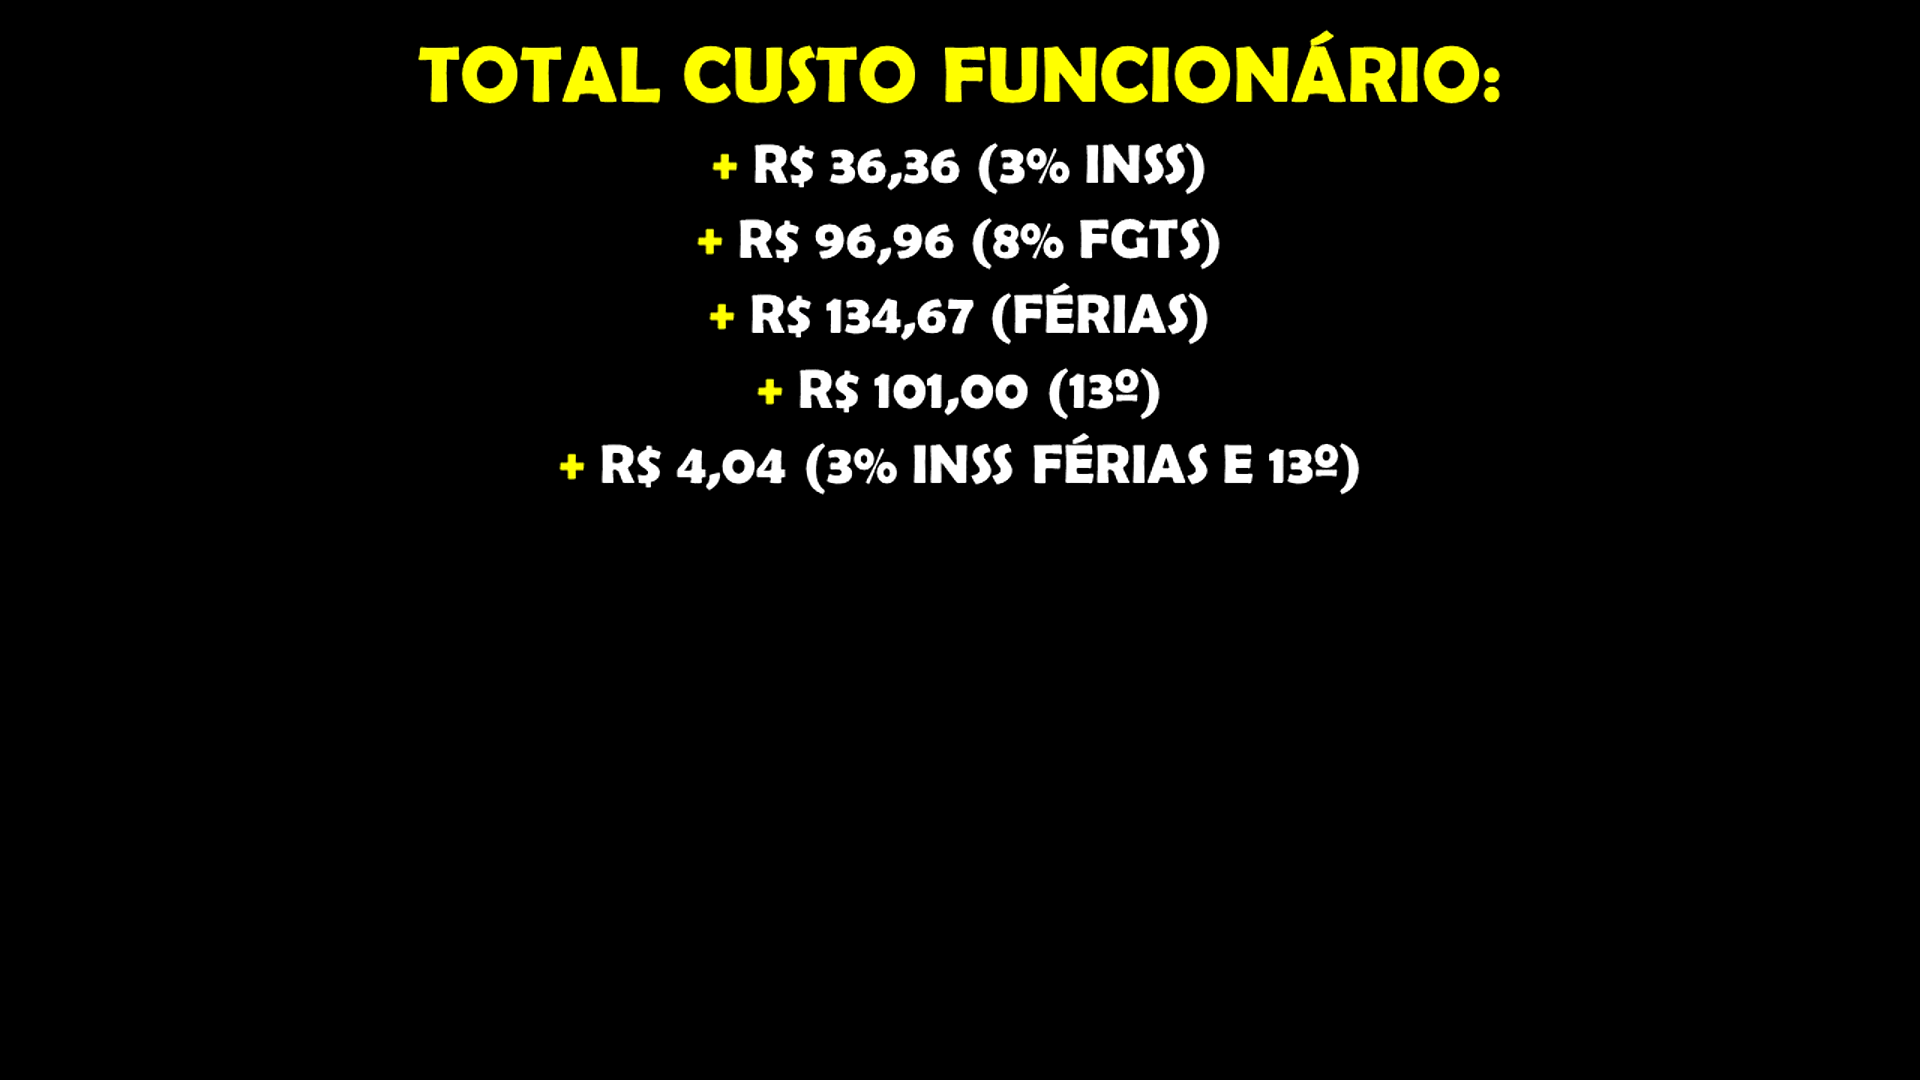 TOTAL CUSTO FUNCIONÁRIO:
+ R$ 36,36 (3% INSS)
+ R$ 96,96 (8% FGTS)
+ R$ 134,67 (FÉRIAS)
+ R$ 101,00 (13º)
+ R$ 4,04 (3% INSS FÉRIAS E 13º)